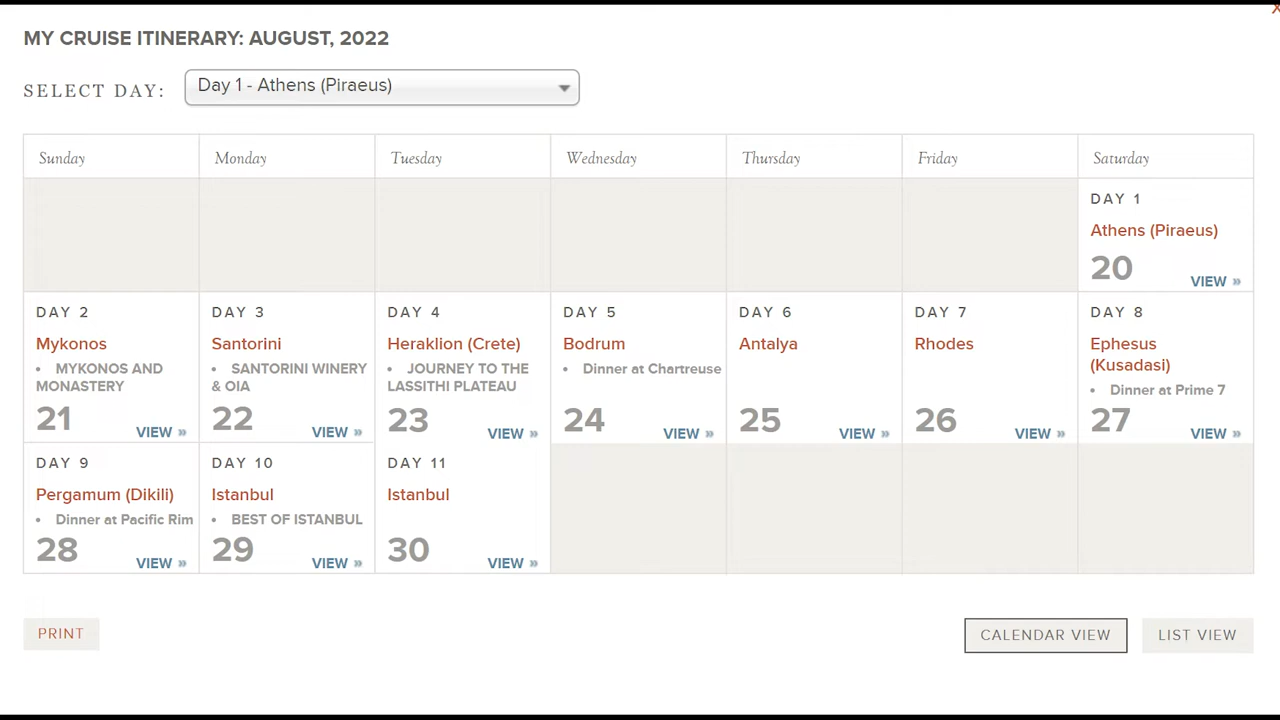 MY CRUISE ITINERARY: AUGUST, 2022
SELECT DAY: Day 1 - Athens (Piraeus)
Sunday Monday Tuesday Wednesday Thursday Friday Saturday
DAY 1
Athens (Piraeus)
20 VIEW »
DAY 2
Mykonos
• MYKONOS AND
MONASTERY
21 VIEW »
DAY 3
Santorini
• SANTORINI WINERY
& OIA
22 VIEW »
DAY 4
Heraklion (Crete)
• JOURNEY TO THE
LASSITHI PLATEAU
23 VIEW »
DAY 5
Bodrum
• Dinner at Chartreuse
24 VIEW »
DAY 6
Antalya
25 VIEW »
DAY 7
Rhodes
26 VIEW »
DAY 8
Ephesus
(Kusadasi)
• Dinner at Prime 7
27 VIEW »
DAY 9
Pergamum (Dikili)
• Dinner at Pacific Rim
28 VIEW »
DAY 10
Istanbul
• BEST OF ISTANBUL
29 VIEW »
DAY 11
Istanbul
30 VIEW »
PRINT
CALENDAR VIEW
LIST VIEW